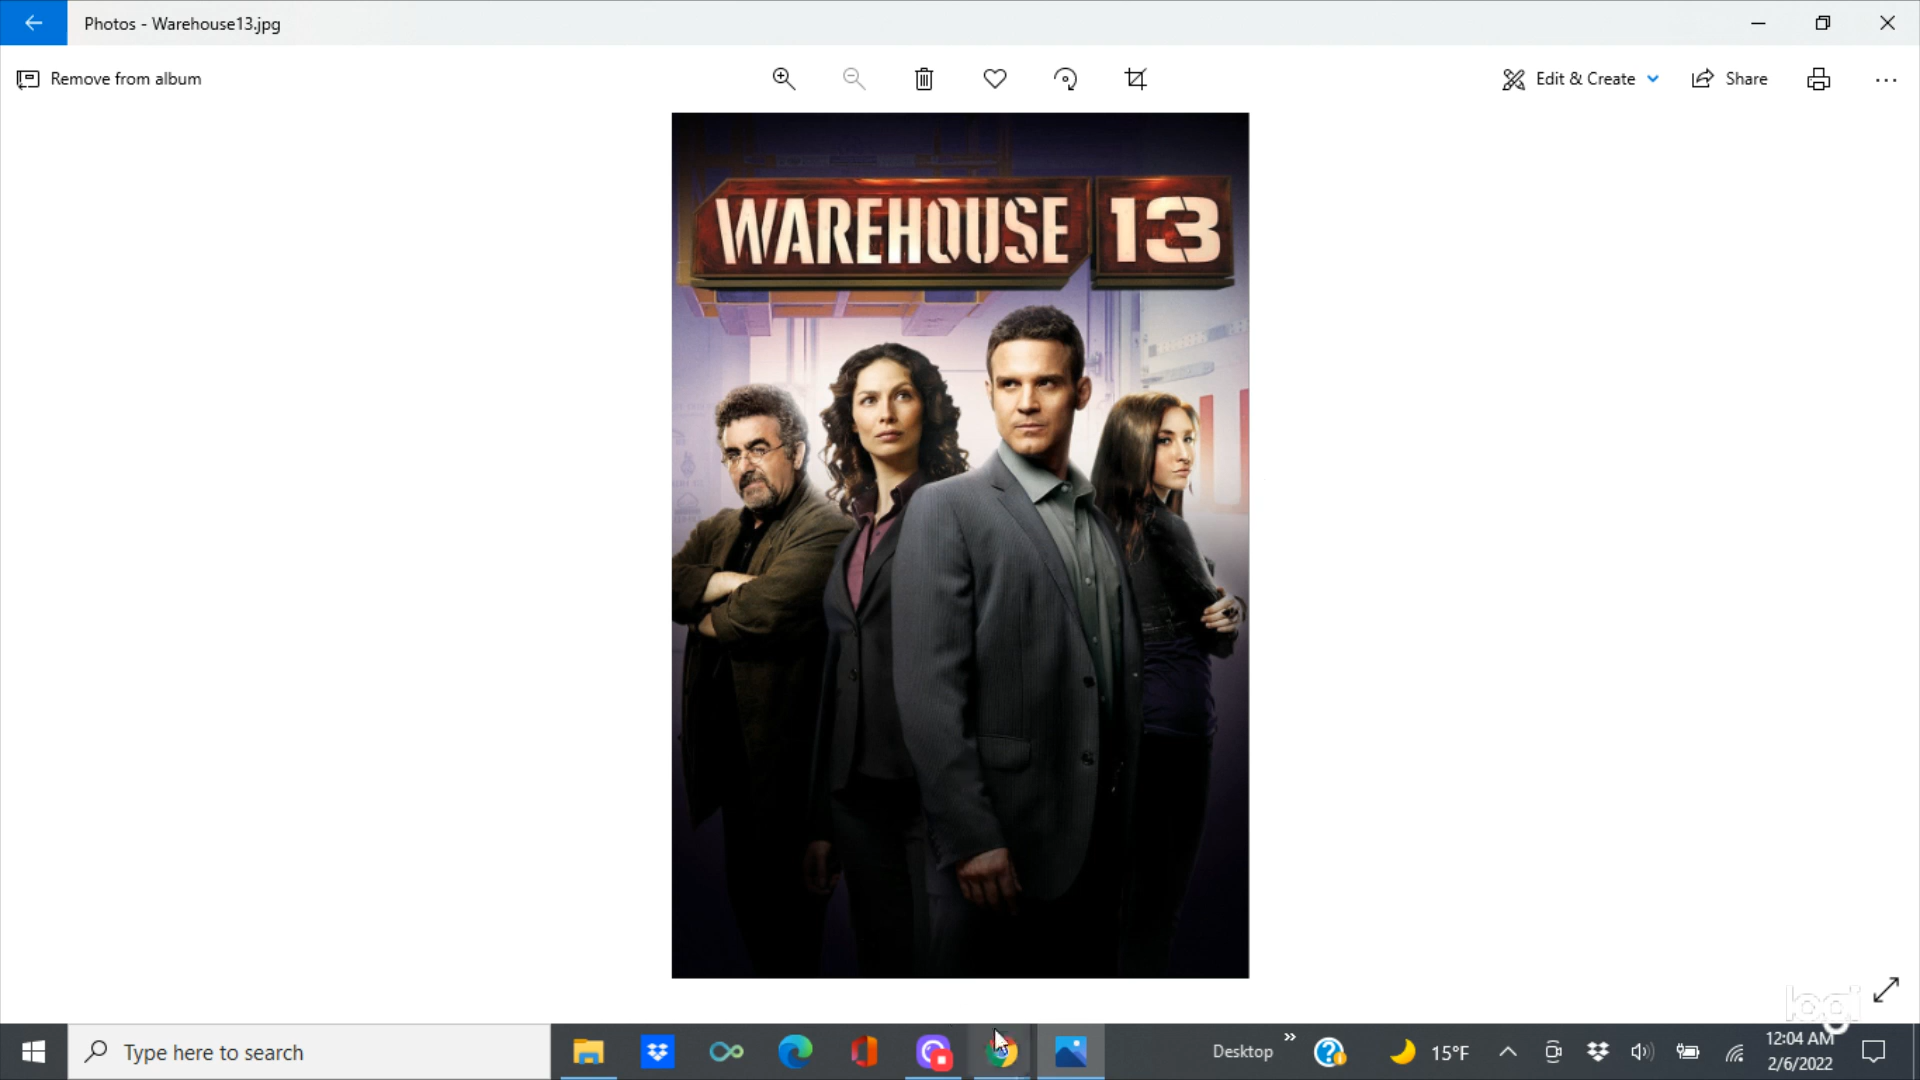 Photos - Warehouse13.jpg
Remove from album
Edit & Create
Share
WAREHOUSE 13
logi
Type here to search
Desktop
15°F
12:04 AM
2/6/2022